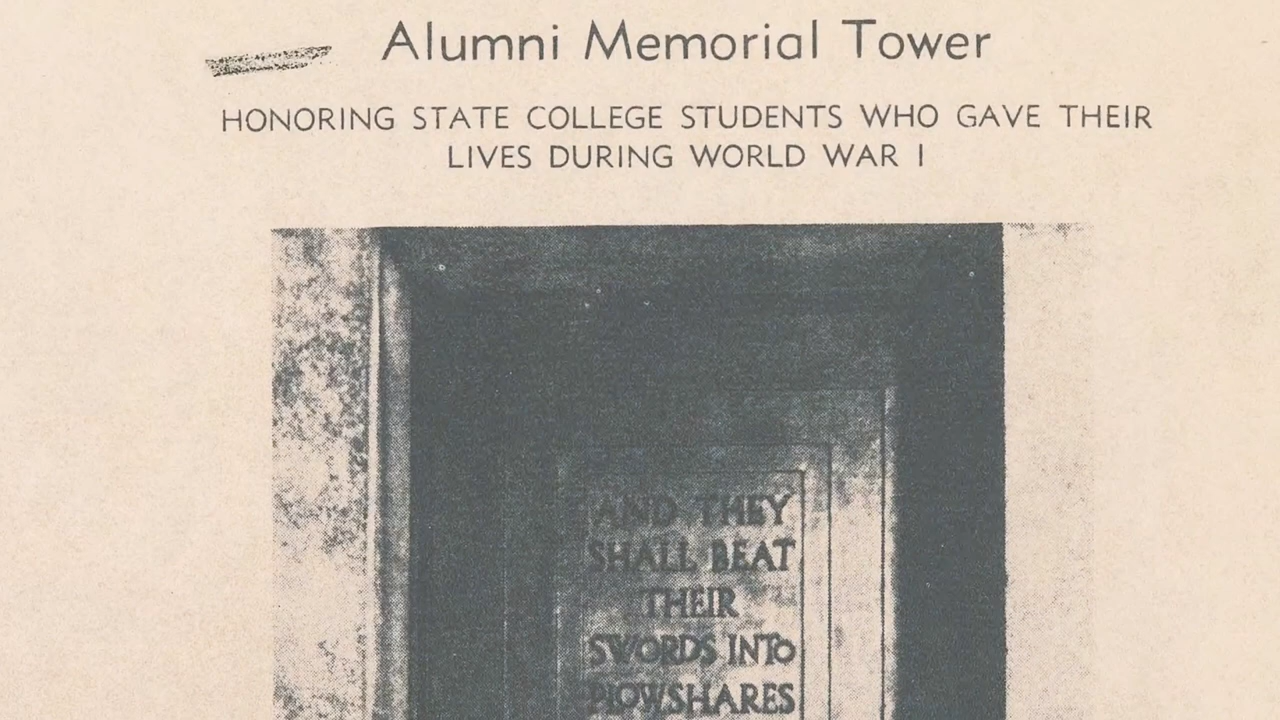 Alumni Memorial Tower
HONORING STATE COLLEGE STUDENTS WHO GAVE THEIR
LIVES DURING WORLD WAR I
AND THEY
SHALL BEAT
THEIR
SWORDS INTO
PLOWSHARES